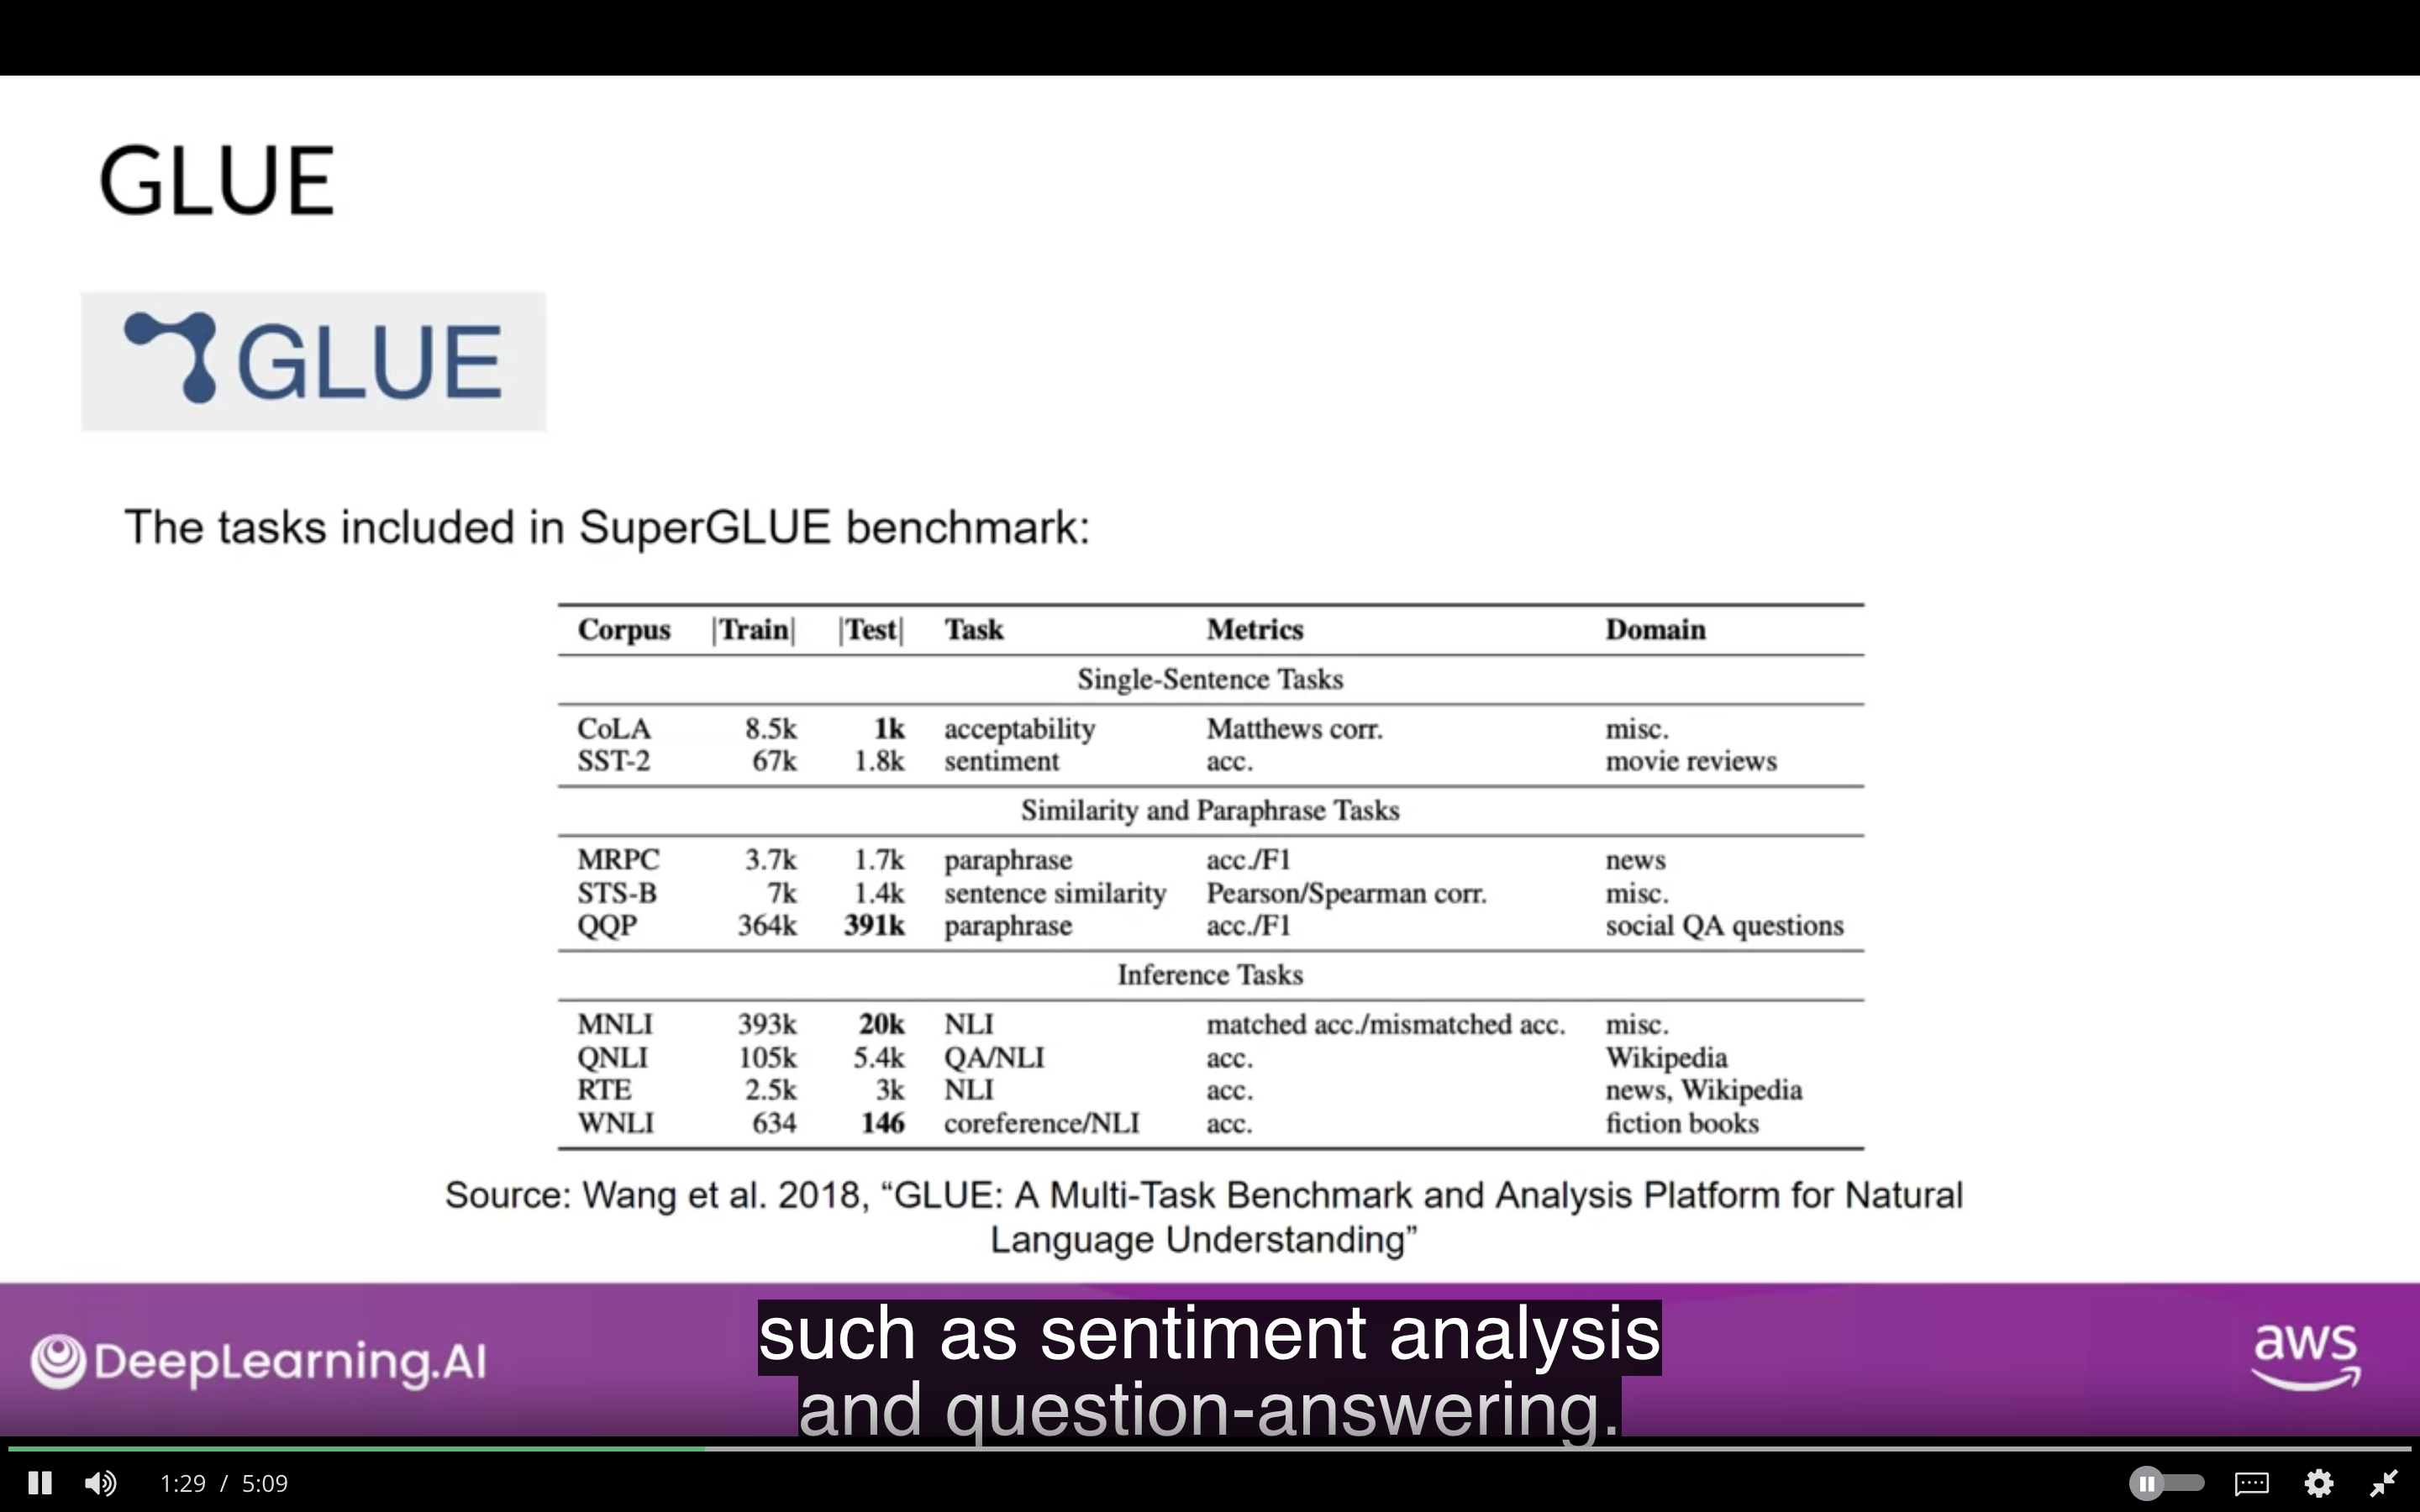 GLUE
GLUE
The tasks included in SuperGLUE benchmark:
Corpus |Train| |Test| Task Metrics Domain
Single-Sentence Tasks
CoLA 8.5k 1k acceptability Matthews corr. misc.
SST-2 67k 1.8k sentiment acc. movie reviews
Similarity and Paraphrase Tasks
MRPC 3.7k 1.7k paraphrase acc./F1 news
STS-B 7k 1.4k sentence similarity Pearson/Spearman corr. misc.
QQP 364k 391k paraphrase acc./F1 social QA questions
Inference Tasks
MNLI 393k 20k NLI matched acc./mismatched acc. misc.
QNLI 105k 5.4k QA/NLI acc. Wikipedia
RTE 2.5k 3k NLI acc. news, Wikipedia
WNLI 634 146 coreference/NLI acc. fiction books
Source: Wang et al. 2018, “GLUE: A Multi-Task Benchmark and Analysis Platform for Natural
Language Understanding”
such as sentiment analysis
and question-answering.
DeepLearning.AI
aws
1:29 / 5:09